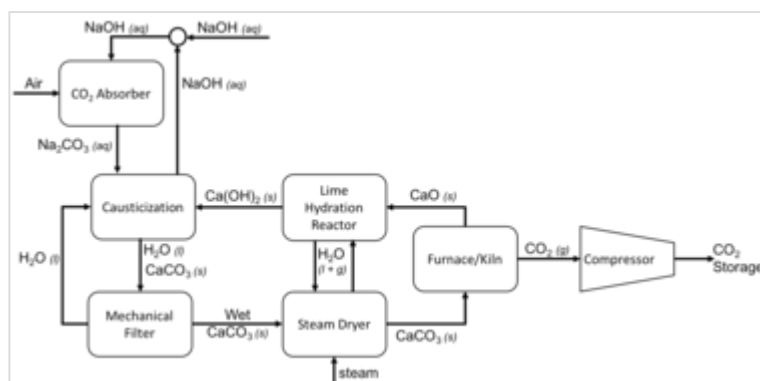 NaOH (aq)
NaOH (aq)
Air
CO₂ Absorber
NaOH (aq)
Na₂CO₃ (aq)
Causticization
Ca(OH)₂ (s)
Lime
Hydration
Reactor
CaO (s)
H₂O (l)
H₂O (l)
CaCO₃ (s)
H₂O
(l + g)
Furnace/Kiln
CO₂ (g)
Compressor
CO₂
Storage
Mechanical
Filter
Wet
CaCO₃ (s)
Steam Dryer
CaCO₃ (s)
steam